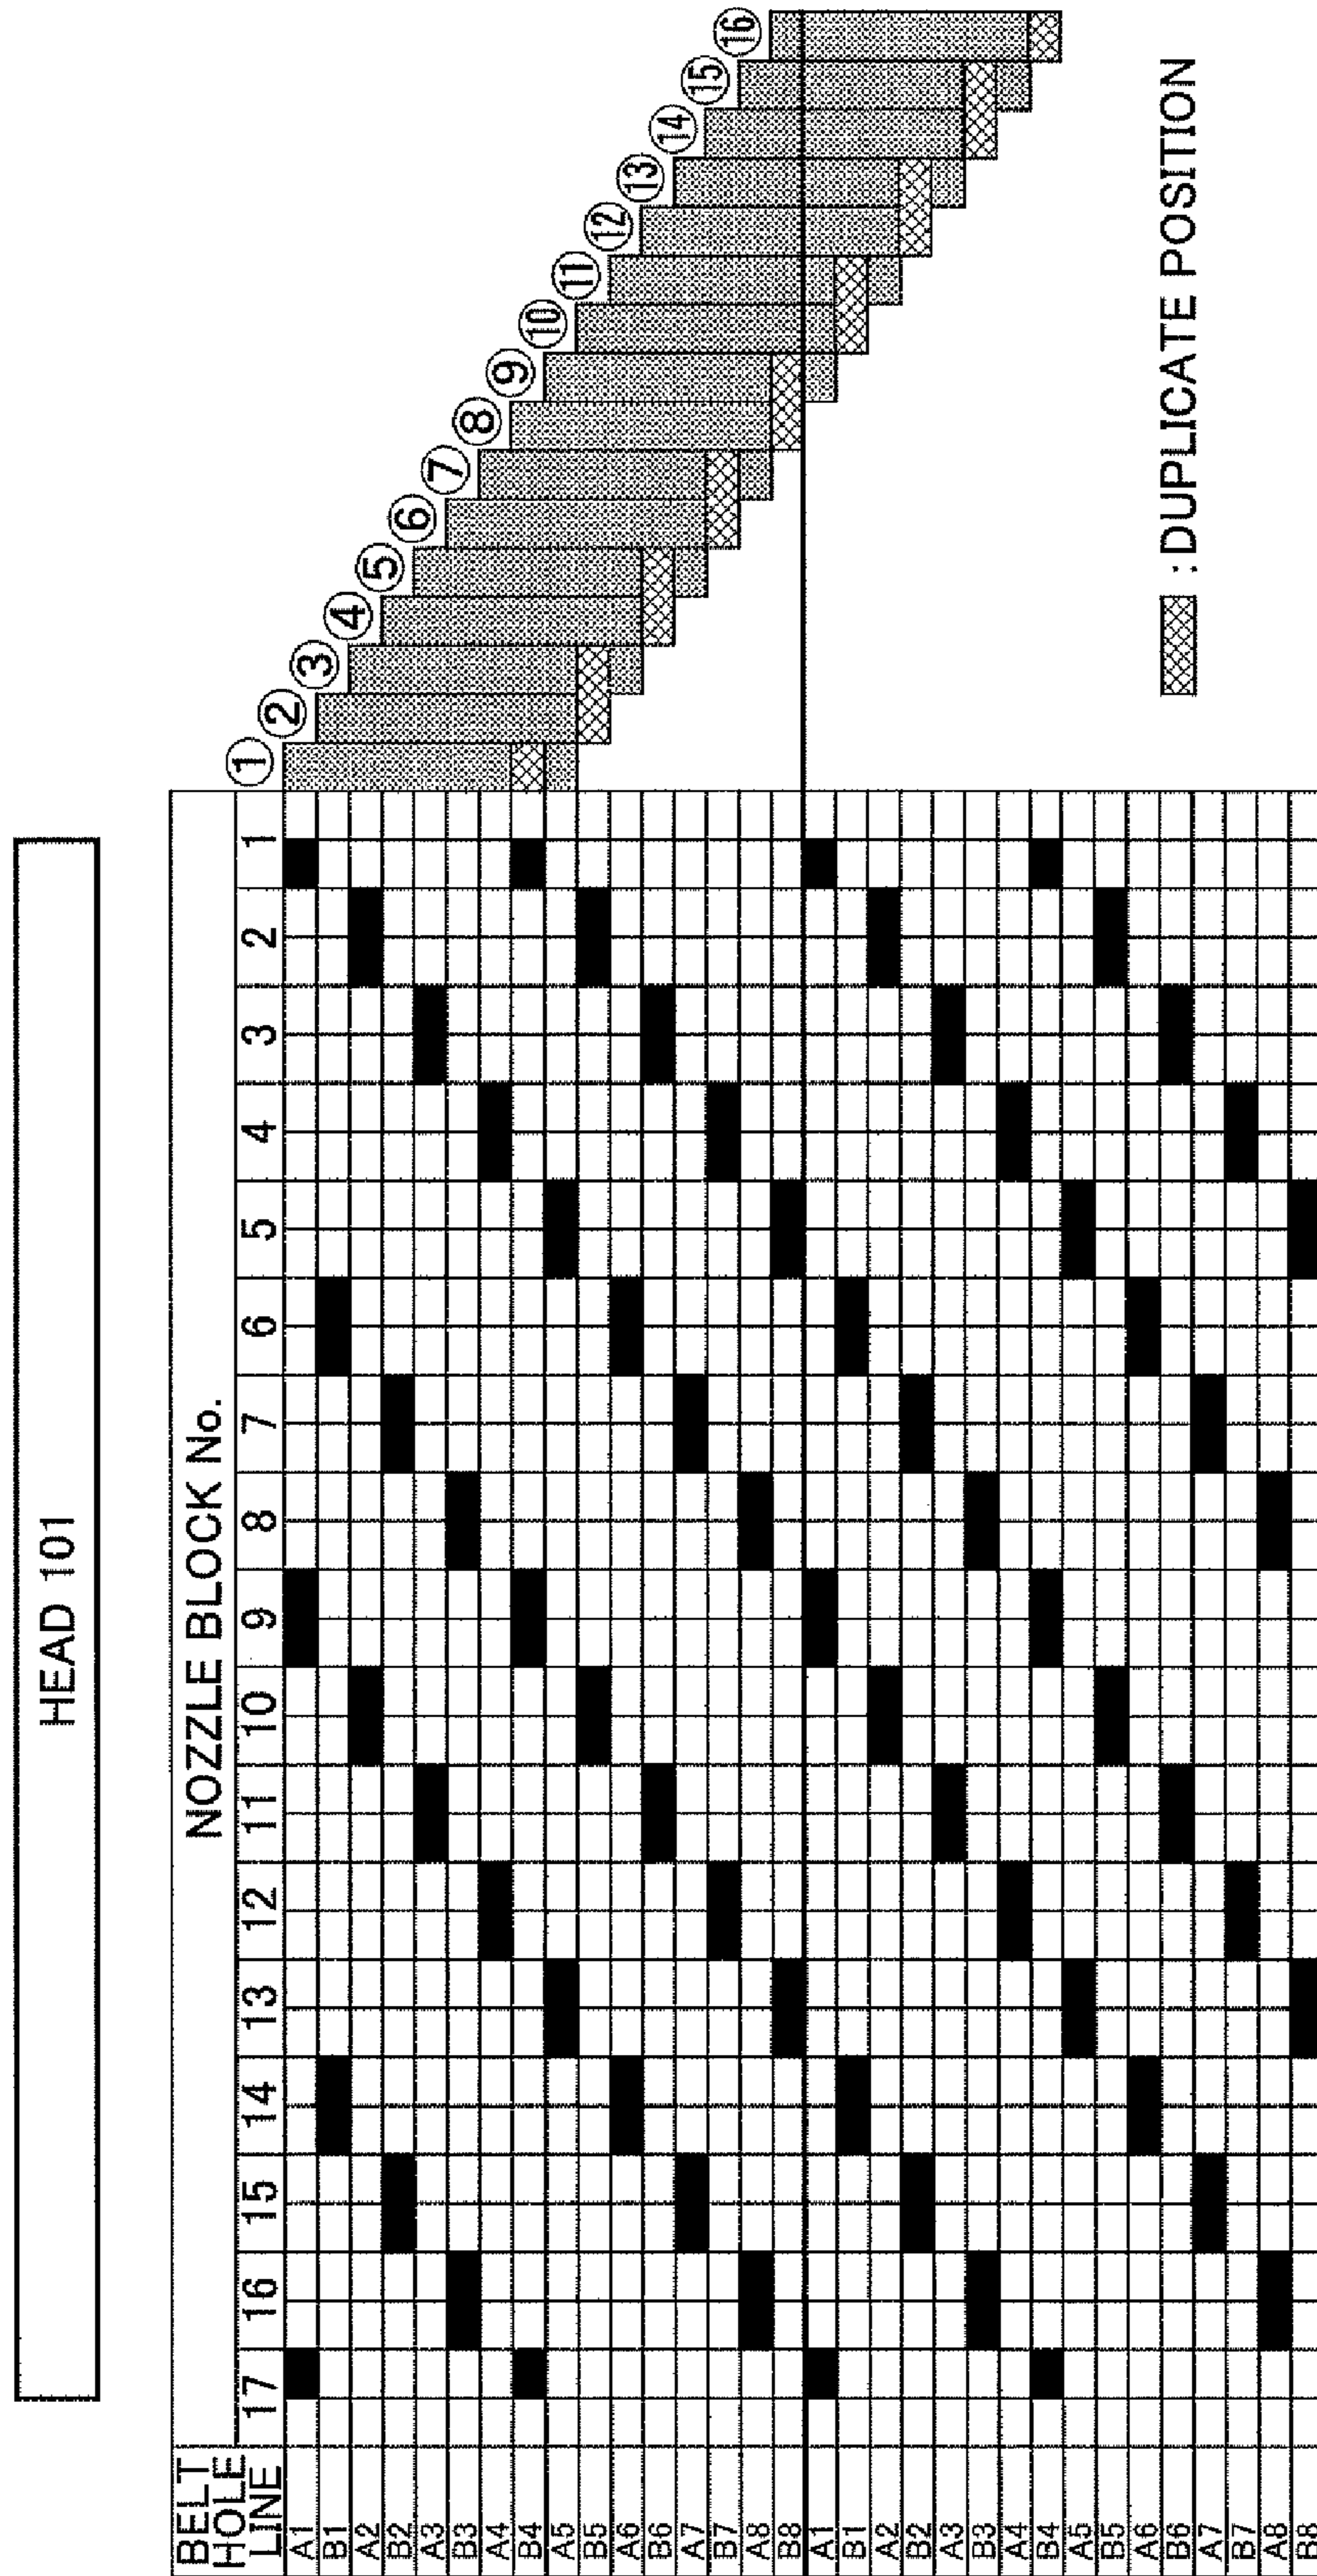 HEAD 101
NOZZLE BLOCK No.
BELT HOLE LINE
17 16 15 14 13 12 11 10 9 8 7 6 5 4 3 2 1
① ② ③ ④ ⑤ ⑥ ⑦ ⑧ ⑨ ⑩ ⑪ ⑫ ⑬ ⑭ ⑮ ⑯
A1
B1
A2
B2
A3
B3
A4
B4
A5
B5
A6
B6
A7
B7
A8
B8
A1
B1
A2
B2
A3
B3
A4
B4
A5
B5
A6
B6
A7
B7
A8
B8
: DUPLICATE POSITION